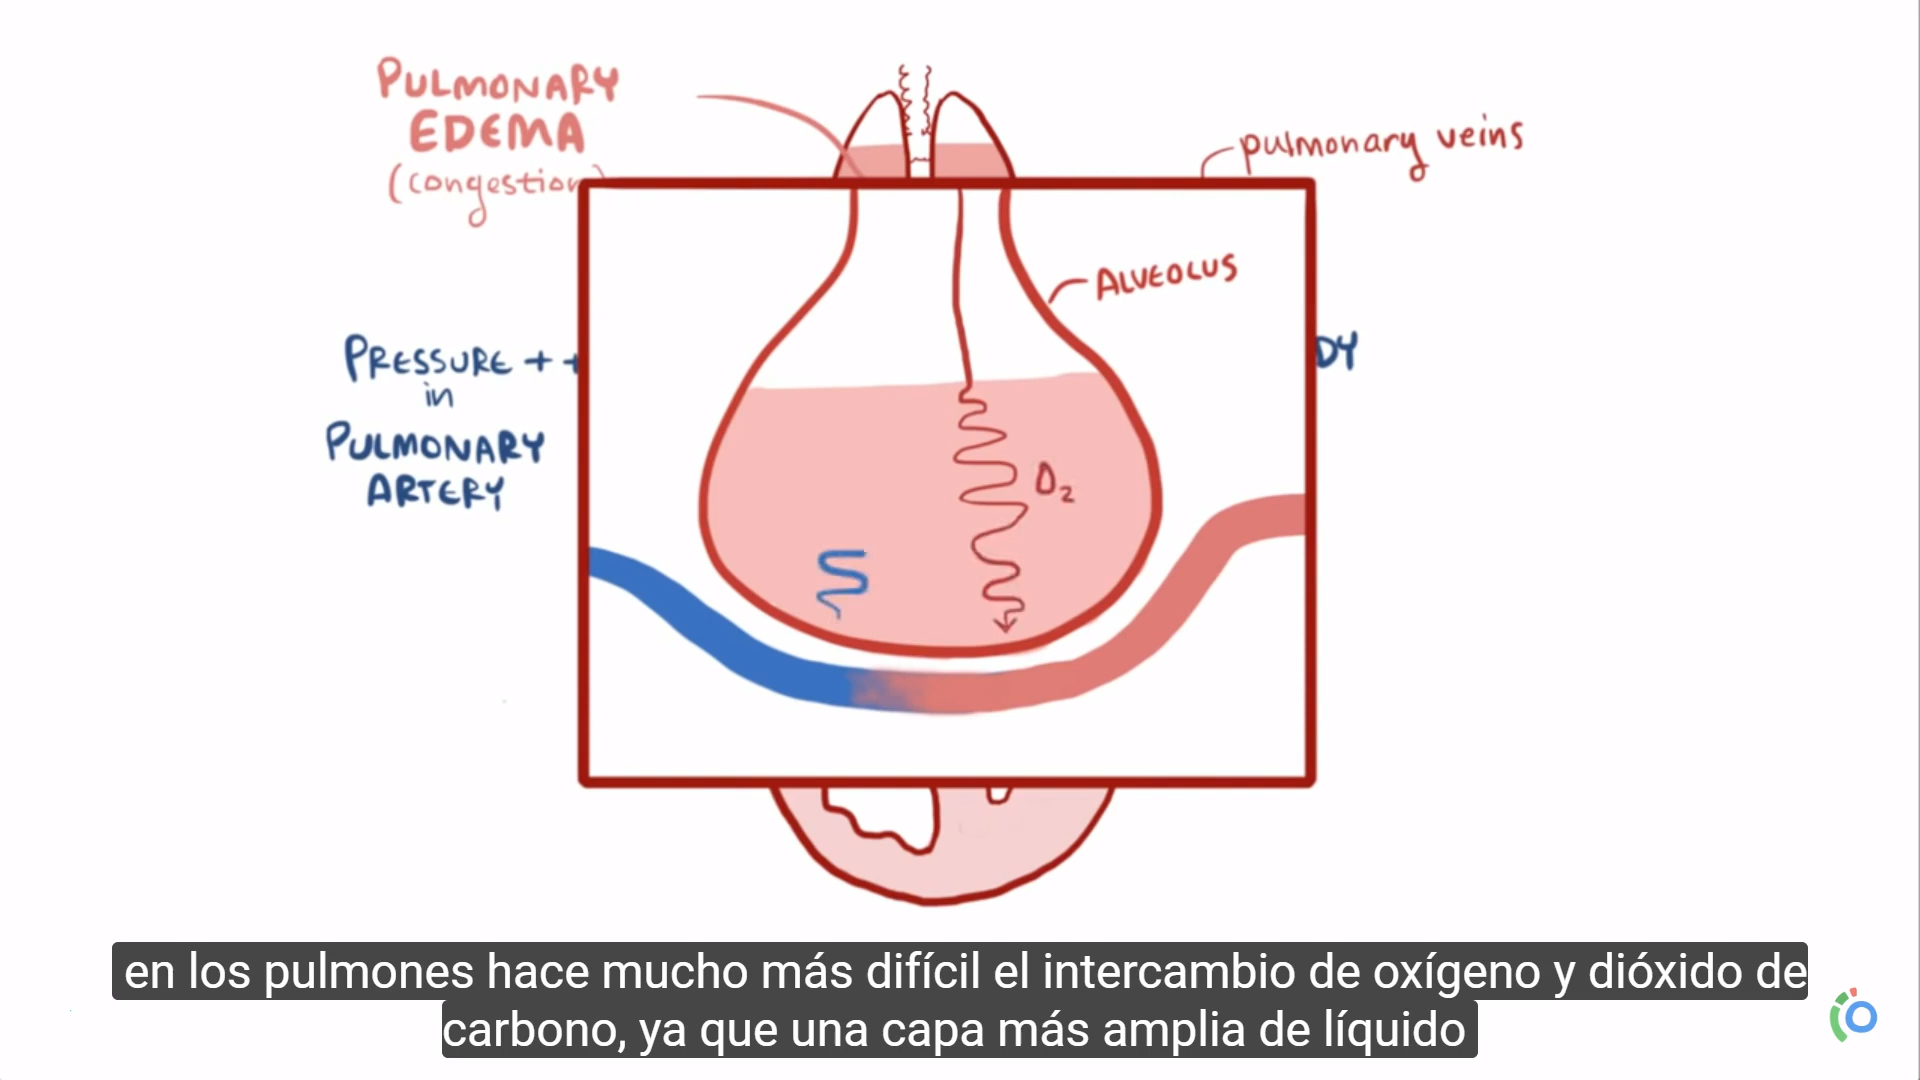 PULMONARY
EDEMA
(congestion)
pulmonary veins
ALVEOLUS
PRESSURE + +
in
PULMONARY
ARTERY
DY
O₂
en los pulmones hace mucho más difícil el intercambio de oxígeno y dióxido de
carbono, ya que una capa más amplia de líquido